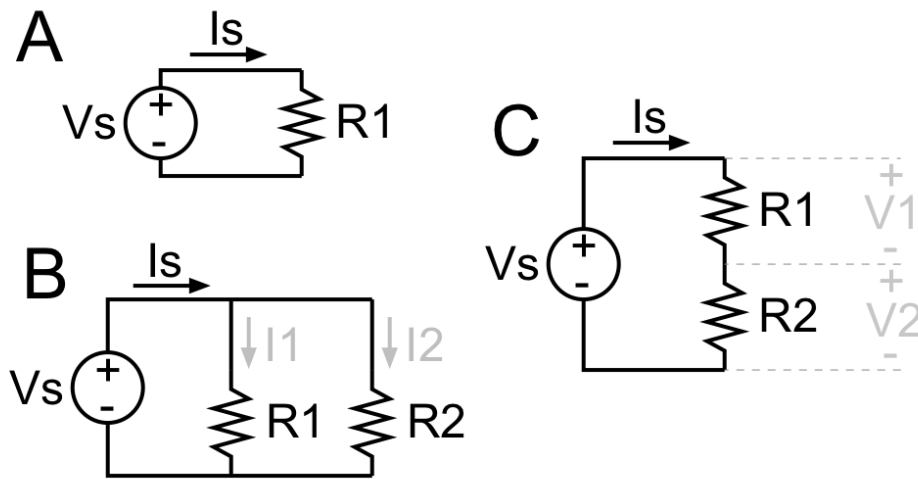 A
Is
Vs
+
-
R1
B
Is
I1
I2
Vs
+
-
R1
R2
C
Is
Vs
+
-
R1
R2
+
V1
-
+
V2
-